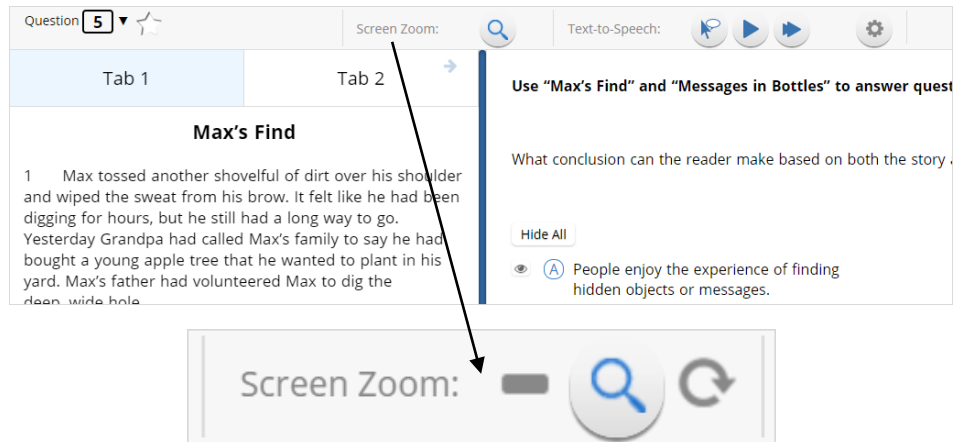 Question 5 ▼
Screen Zoom:
Text-to-Speech:
Tab 1
Tab 2
Max’s Find
1 Max tossed another shovelful of dirt over his shoulder
and wiped the sweat from his brow. It felt like he had been
digging for hours, but he still had a long way to go.
Yesterday Grandpa had called Max’s family to say he had
bought a young apple tree that he wanted to plant in his
yard. Max’s father had volunteered Max to dig the
deep, wide hole
Use “Max’s Find” and “Messages in Bottles” to answer quest
What conclusion can the reader make based on both the story
Hide All
A People enjoy the experience of finding
hidden objects or messages.
Screen Zoom: